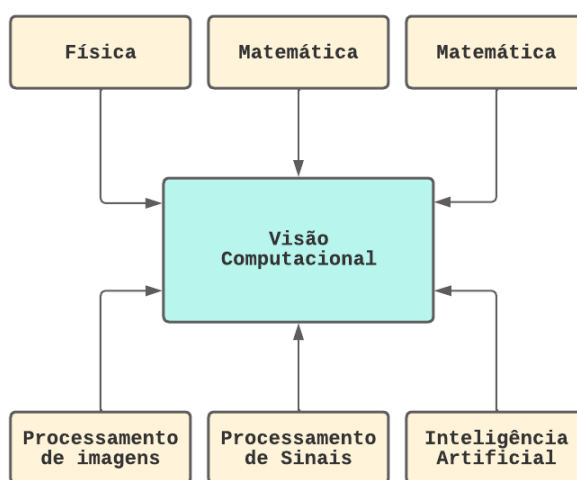 Física
Matemática
Matemática
Visão
Computacional
Processamento
de imagens
Processamento
de Sinais
Inteligência
Artificial